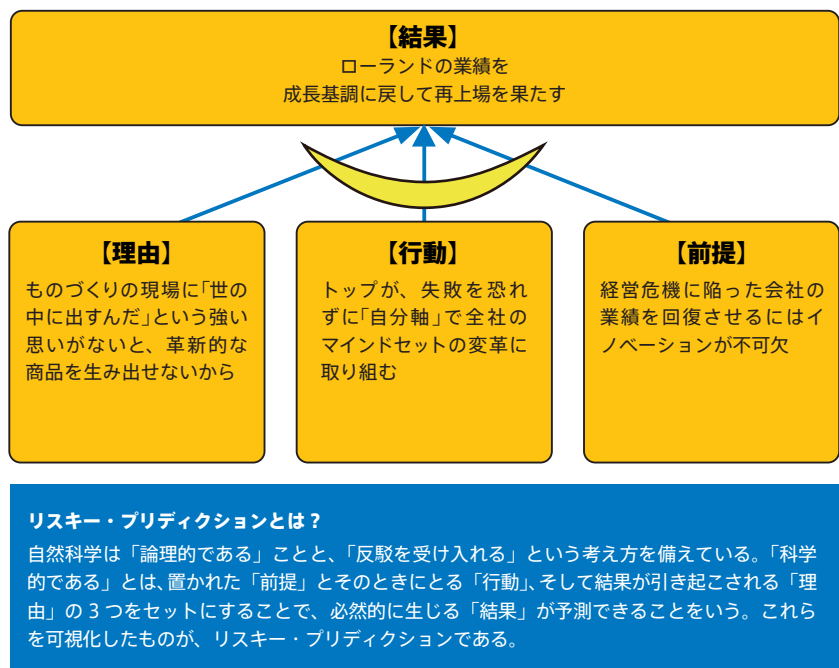 【結果】
ローランドの業績を
成長基調に戻して再上場を果たす
【理由】
ものづくりの現場に「世の
中に出すんだ」という強い
思いがないと、革新的な
商品を生み出せないから
【行動】
トップが、失敗を恐れ
ずに「自分軸」で全社の
マインドセットの変革に
取り組む
【前提】
経営危機に陥った会社の
業績を回復させるにはイ
ノベーションが不可欠
リスキー・プリディクションとは?
自然科学は「論理的である」ことと、「反駁を受け入れる」という考え方を備えている。「科学
的である」とは、置かれた「前提」とそのときにとる「行動」、そして結果が引き起こされる「理
由」の 3 つをセットにすることで、必然的に生じる「結果」が予測できることをいう。これら
を可視化したものが、リスキー・プリディクションである。